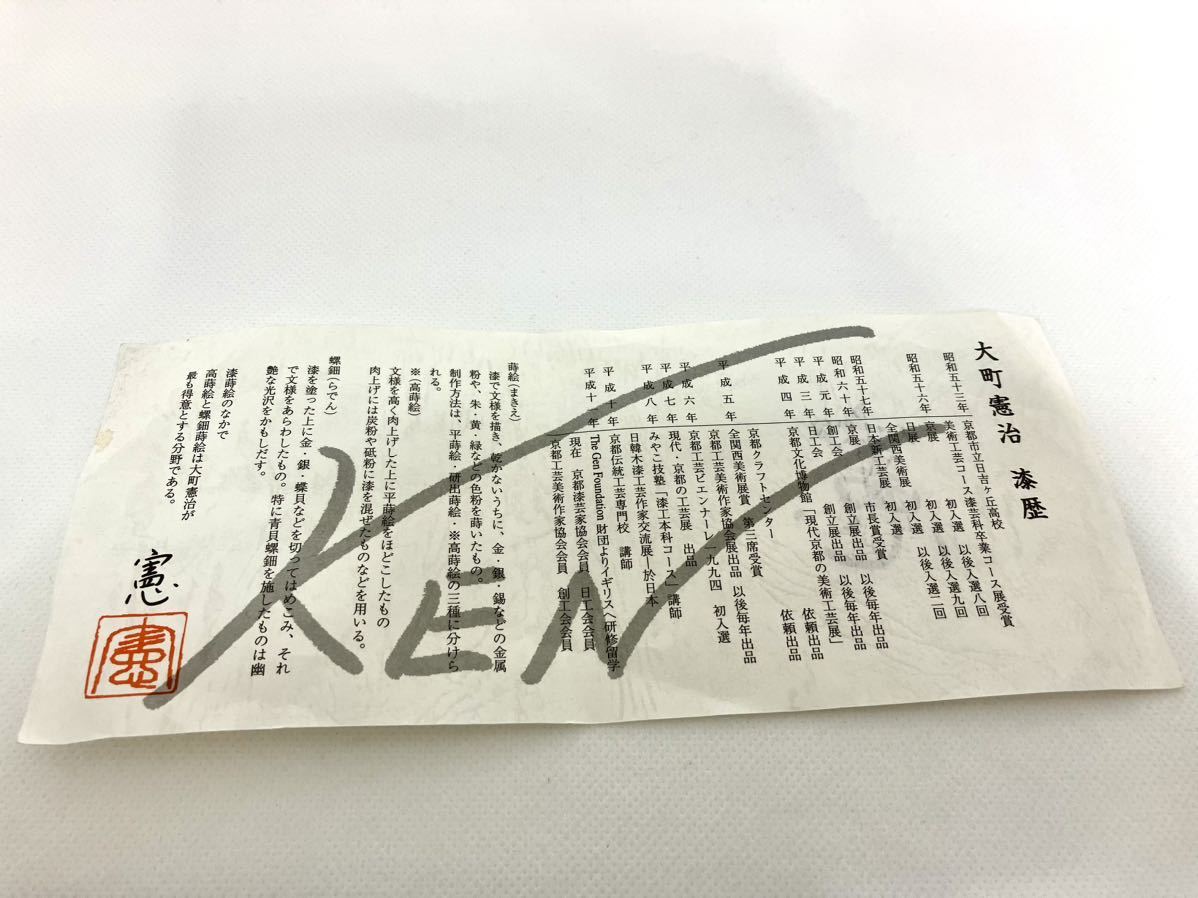 大町憲治 漆歴
昭和五十三年 京都市立日吉ヶ丘高校
美術工芸コース漆芸科卒業「コース展受賞
昭和五十六年 京展 初入選 以後入選八回
日展 初入選 以後入選九回
全関西美術展 初入選 以後入選二回
日本新工芸展 初入選
昭和五十七年 京展 市長賞受賞
昭和六十年 創工会 創立展出品 以後毎年出品
平成元年 日工会 創立展出品 以後毎年出品
平成三年 京都文化博物館「現代京都の美術工芸展」
依頼出品
平成四年 依頼出品
京都クラフトセンター
全関西美術展賞 第三席受賞
平成五年 京都工芸美術作家協会展出品 以後毎年出品
京都工芸ビエンナーレ一九九四 初入選
平成六年 現代・京都の工芸展 出品
平成七年 みやこ技塾「漆工本科コース」講師
平成八年 日韓木漆工芸作家交流展―於日本
京都伝統工芸専門校 講師
平成十年 The Gen Foundation 財団よりイギリスへ研修留学
平成十一年 現在 京都漆芸家協会会員 日工会会員
京都工芸美術作家協会会員 創工会会員
蒔絵（まきえ）
漆で文様を描き、乾かないうちに、金・銀・錫などの金属
粉や、朱・黄 緑などの色粉を蒔いたもの。
制作方法は、平蒔絵・研出蒔絵・※高蒔絵の三種に分けら
れる。
※（高蒔絵）
文様を高く肉上げした上に平蒔絵をほどこしたもの
肉上げには炭粉や砥粉に漆を混ぜたものなどを用いる。
螺鈿（らでん）
漆を塗った上に金・銀 蝶貝などを切ってはめこみ、それ
で文様をあらわしたもの。特に青貝螺鈿を施したものは幽
艶な光沢をかもしだす。
漆蒔絵のなかで
高蒔絵と螺鈿蒔絵は大町憲治が
最も得意とする分野である。
憲
憲
KEN